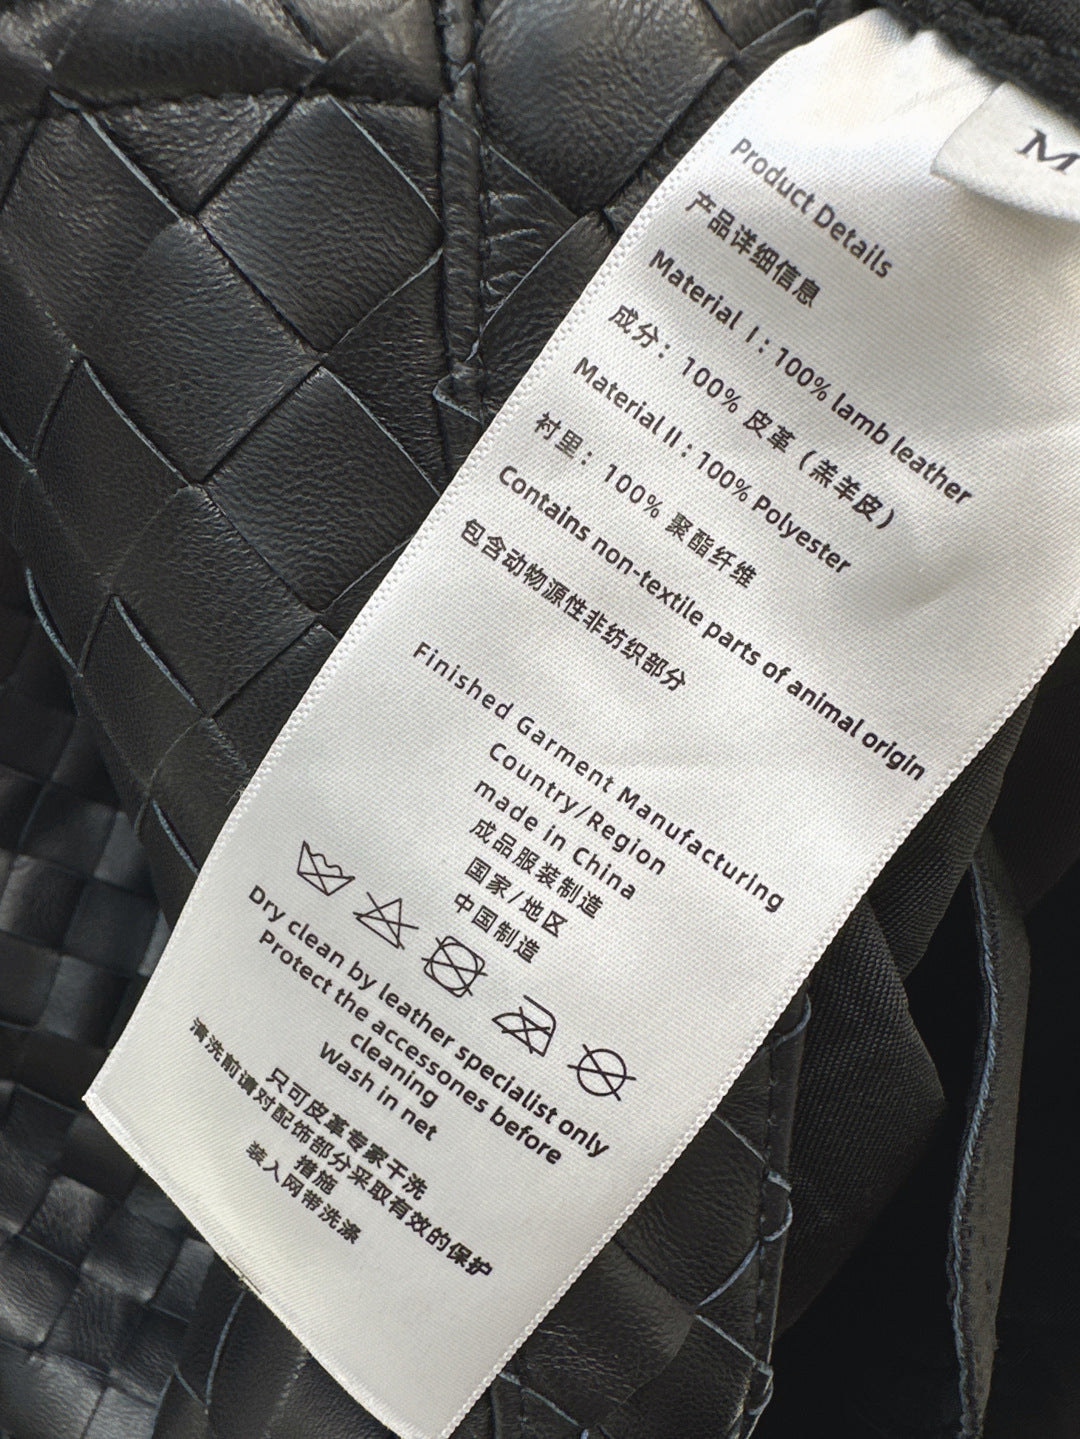 M
Product Details
产品详细信息
Material I : 100% lamb leather
成分: 100% 皮革 (羔羊皮)
Material II : 100% Polyester
衬里: 100% 聚酯纤维
Contains non-textile parts of animal origin
包含动物源性非纺织部分
Finished Garment ManufacturIng
Country/Region
made in China
成品服装制造
国家/地区
中国制造
Dry clean by leather specialist only
Protect the accessones before
cleaning
Wash in net
只可皮革专家干洗
清洗前请对配饰部分采取有效的保护
措施
装入网带洗涤